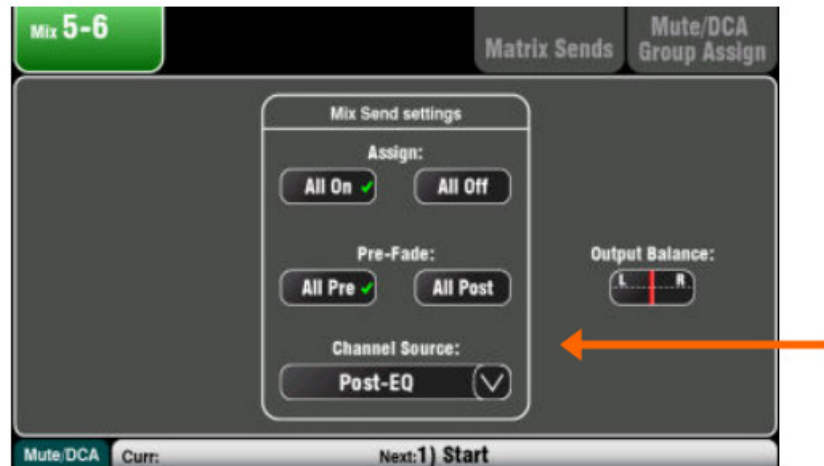 Mix 5-6
Matrix Sends
Mute/DCA
Group Assign
Mix Send settings
Assign:
All On
All Off
Pre-Fade:
All Pre
All Post
Output Balance:
L R
Channel Source:
Post-EQ
Mute/DCA
Curr:
Next:1) Start